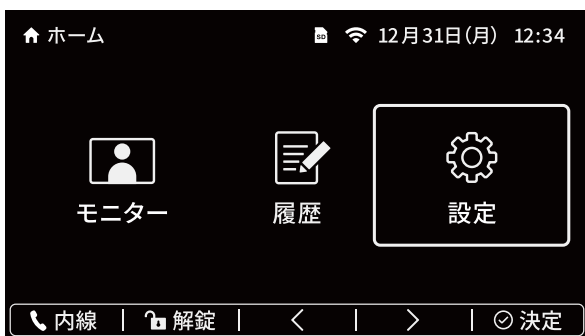 ホーム SD 12月31日(月) 12:34
モニター 履歴 設定
内線 解錠 < > 決定